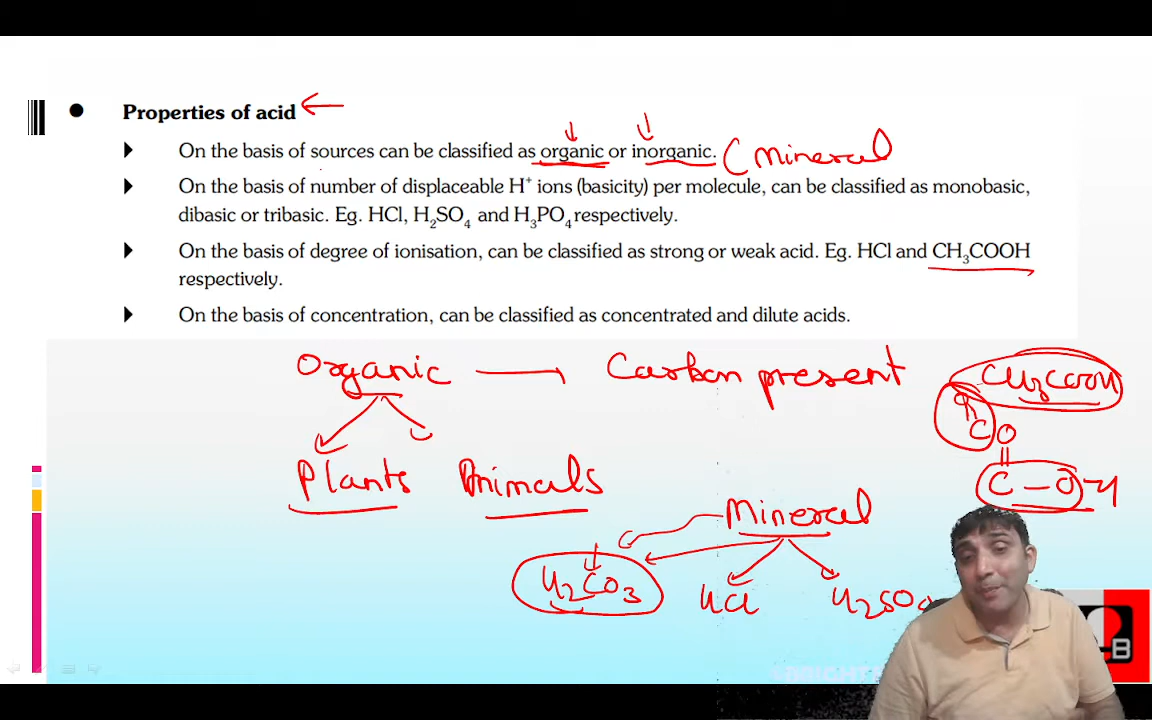 Properties of acid ←
On the basis of sources can be classified as organic or inorganic. (Mineral
On the basis of number of displaceable H⁺ ions (basicity) per molecule, can be classified as monobasic,
dibasic or tribasic. Eg. HCl, H₂SO₄ and H₃PO₄ respectively.
On the basis of degree of ionisation, can be classified as strong or weak acid. Eg. HCl and CH₃COOH
respectively.
On the basis of concentration, can be classified as concentrated and dilute acids.
Organic — Carbon present
CH₃COOH
C O
Plants Animals
C — O — H
Mineral
H₂CO₃ HCl H₂SO₄
B